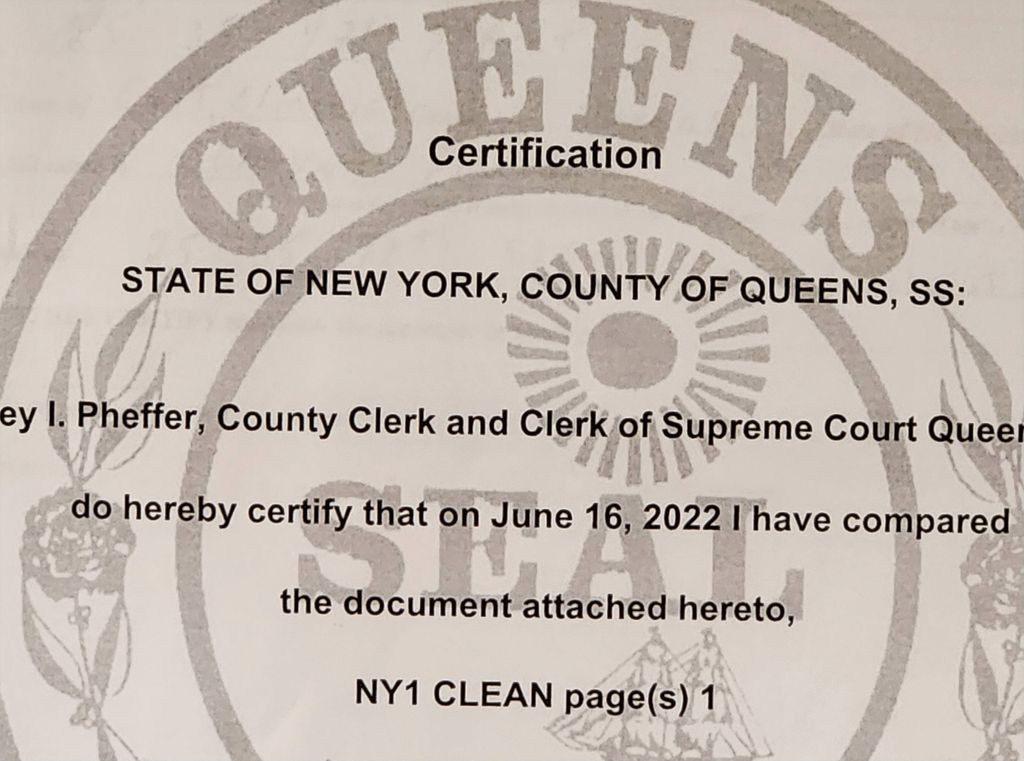 QUEENS
Certification
STATE OF NEW YORK, COUNTY OF QUEENS, SS:
ey I. Pheffer, County Clerk and Clerk of Supreme Court Queen
do hereby certify that on June 16, 2022 I have compared
SEAL
the document attached hereto,
NY1 CLEAN page(s) 1